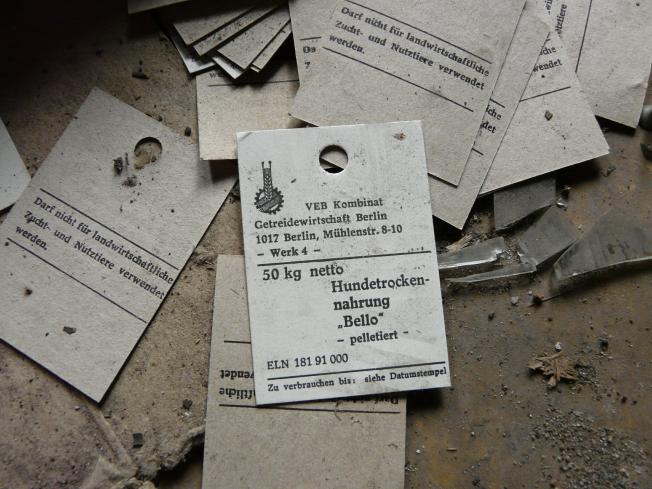 Darf nicht für landwirtschaftliche
Zucht- und Nutztiere verwendet
werden.
Darf nicht für landwirtschaftliche
Zucht- und Nutztiere verwendet
werden.
VEB Kombinat
Getreidewirtschaft Berlin
1017 Berlin, Mühlenstr. 8-10
- Werk 4 -
50 kg netto
Hundetrocken-
nahrung
„Bello“
- pelletiert -
ELN 181 91 000
Zu verbrauchen bis: siehe Datumstempel